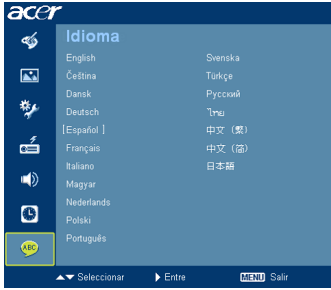 acer
Idioma
English
Čeština
Dansk
Deutsch
[Español ]
Français
Italiano
Magyar
Nederlands
Polski
Português
Svenska
Türkçe
Русский
ไทย
中文 (繁)
中文 (简)
日本語
ABC
Seleccionar Entre MENU Salir